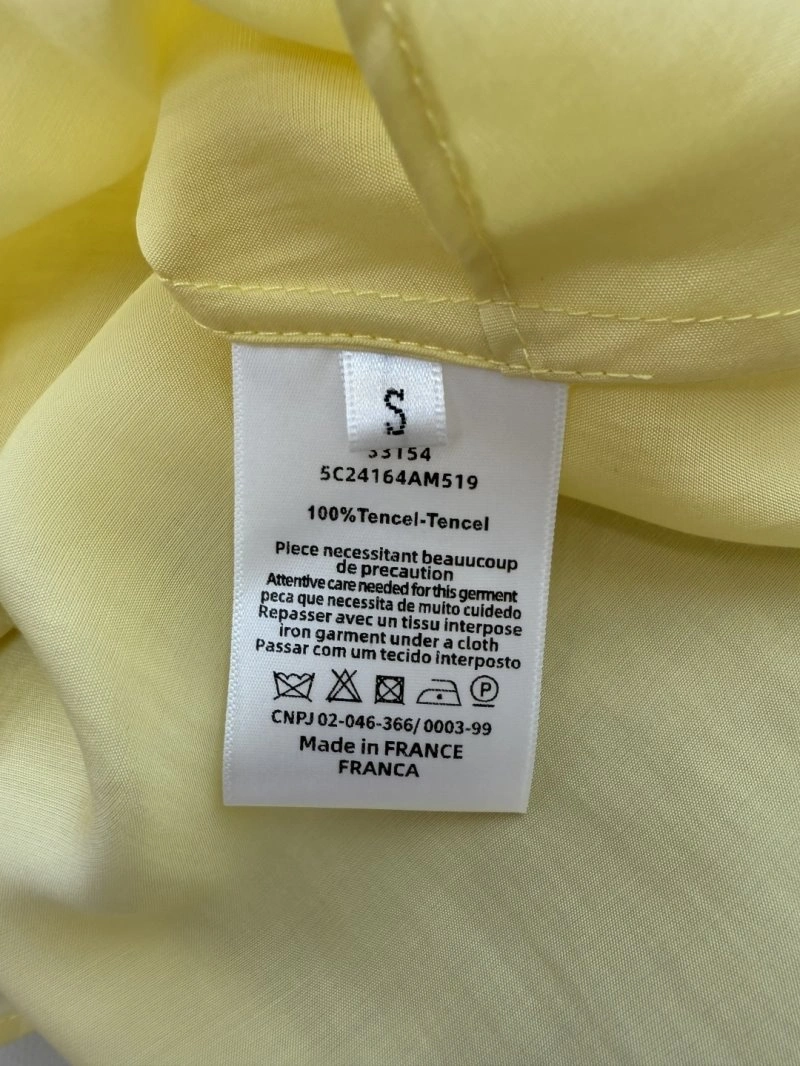 S
33154
5C24164AM519
100%Tencel-Tencel
Piece necessitant beauucoup
de precaution
Attentive care needed for this germent
peca que necessita de muito cuidedo
Repasser avec un tissu interpose
iron garment under a cloth
Passar com um tecido interposto
P
CNPJ 02-046-366/ 0003-99
Made in FRANCE
FRANCA